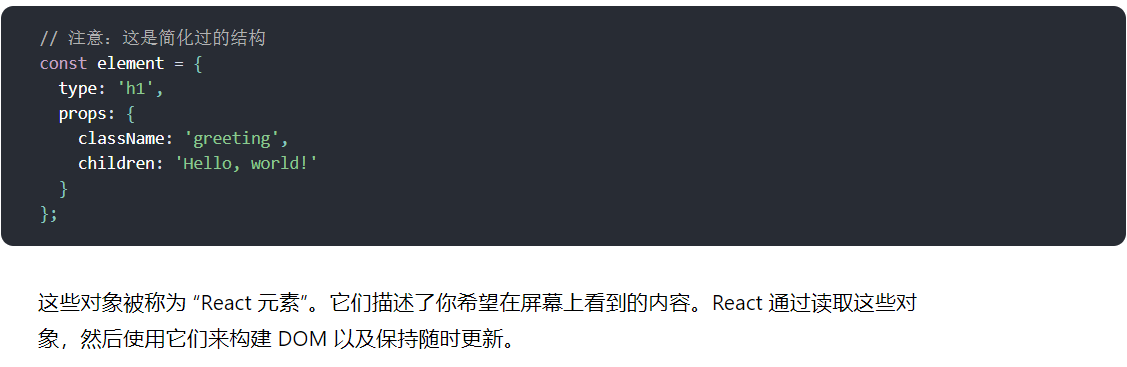 // 注意：这是简化过的结构
const element = {
  type: 'h1',
  props: {
    className: 'greeting',
    children: 'Hello, world!'
  }
};
这些对象被称为 “React 元素”。它们描述了你希望在屏幕上看到的内容。React 通过读取这些对
象，然后使用它们来构建 DOM 以及保持随时更新。